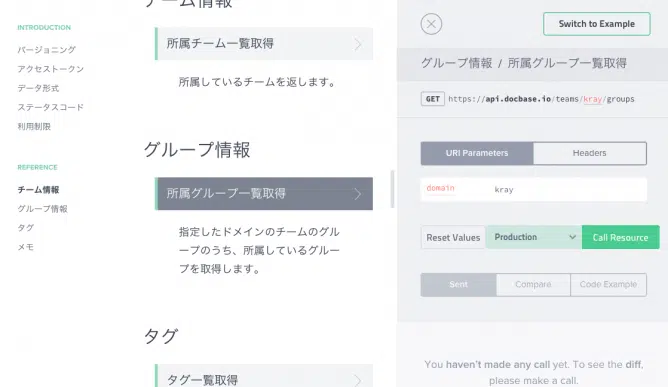 INTRODUCTION
バージョニング
アクセストークン
データ形式
ステータスコード
利用制限
REFERENCE
チーム情報
グループ情報
タグ
メモ
チーム情報
所属チーム一覧取得
所属しているチームを返します。
グループ情報
所属グループ一覧取得
指定したドメインのチームのグル
ープのうち、所属しているグルー
プを取得します。
タグ
タグ一覧取得
Switch to Example
グループ情報 / 所属グループ一覧取得
GET https://api.docbase.io/teams/kray/groups
URI Parameters Headers
domain kray
Reset Values Production Call Resource
Sent Compare Code Example
You haven't made any call yet. To see the diff,
please make a call.